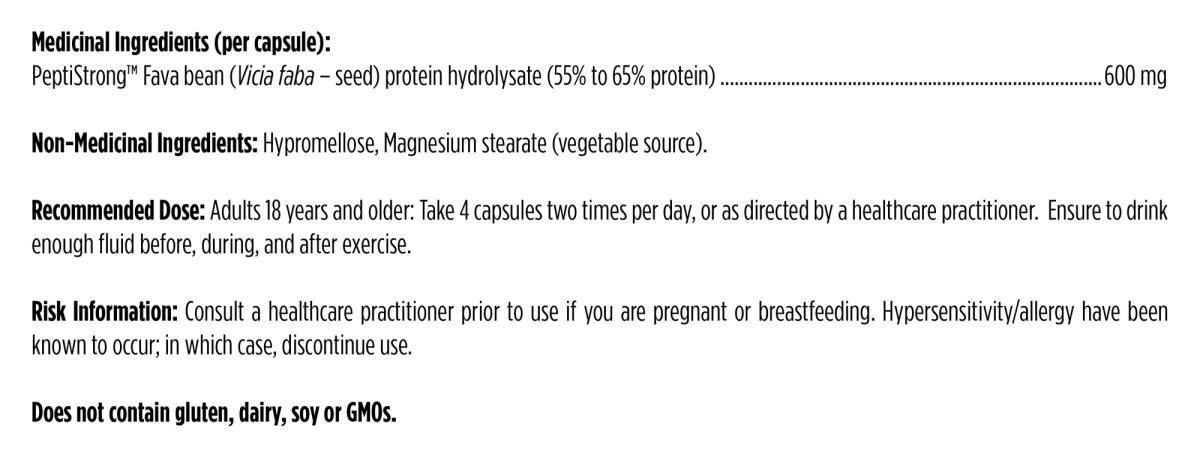 Medicinal Ingredients (per capsule):
PeptiStrong™ Fava bean (Vicia faba – seed) protein hydrolysate (55% to 65% protein) ................................................................................. 600 mg
Non-Medicinal Ingredients: Hypromellose, Magnesium stearate (vegetable source).
Recommended Dose: Adults 18 years and older: Take 4 capsules two times per day, or as directed by a healthcare practitioner.  Ensure to drink
enough fluid before, during, and after exercise.
Risk Information: Consult a healthcare practitioner prior to use if you are pregnant or breastfeeding. Hypersensitivity/allergy have been
known to occur; in which case, discontinue use.
Does not contain gluten, dairy, soy or GMOs.